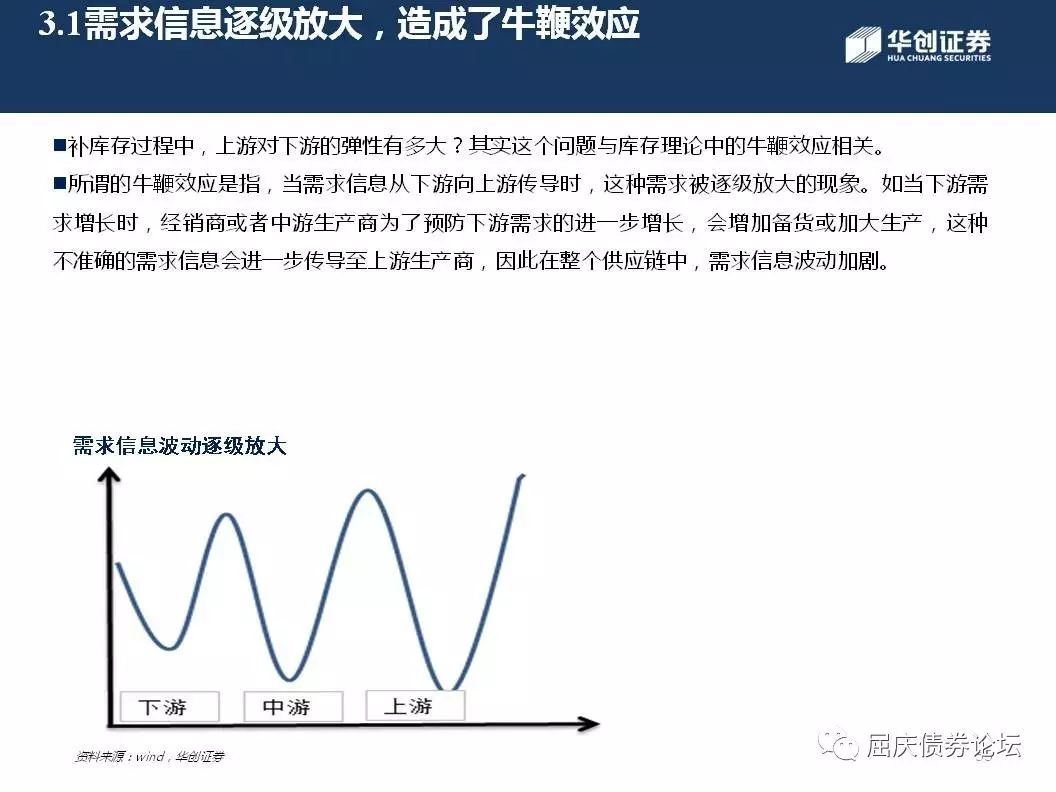 3.1需求信息逐级放大，造成了牛鞭效应
华创证券
HUA CHUANG SECURITIES
■补库存过程中，上游对下游的弹性有多大？其实这个问题与库存理论中的牛鞭效应相关。
■所谓的牛鞭效应是指，当需求信息从下游向上游传导时，这种需求被逐级放大的现象。如当下游需
求增长时，经销商或者中游生产商为了预防下游需求的进一步增长，会增加备货或加大生产，这种
不准确的需求信息会进一步传导至上游生产商，因此在整个供应链中，需求信息波动加剧。
需求信息波动逐级放大
下游
中游
上游
资料来源：wind，华创证券
屈庆债券论坛